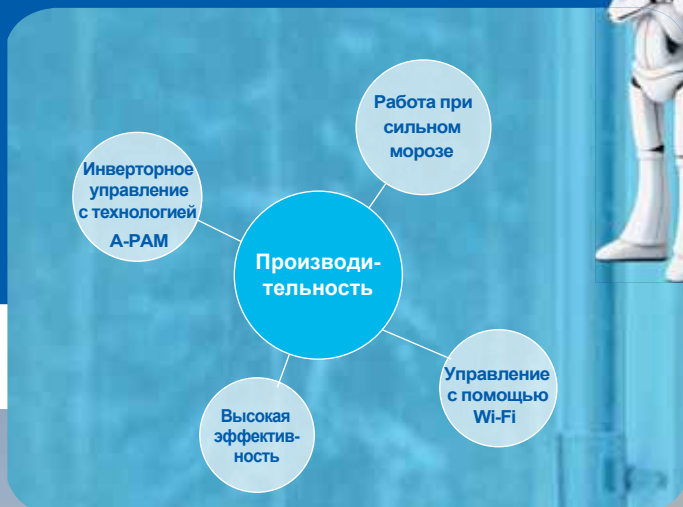 Работа при
сильном
морозе
Инверторное
управление
с технологией
A-PAM
Производи-
тельность
Управление
с помощью
Wi-Fi
Высокая
эффектив-
ность